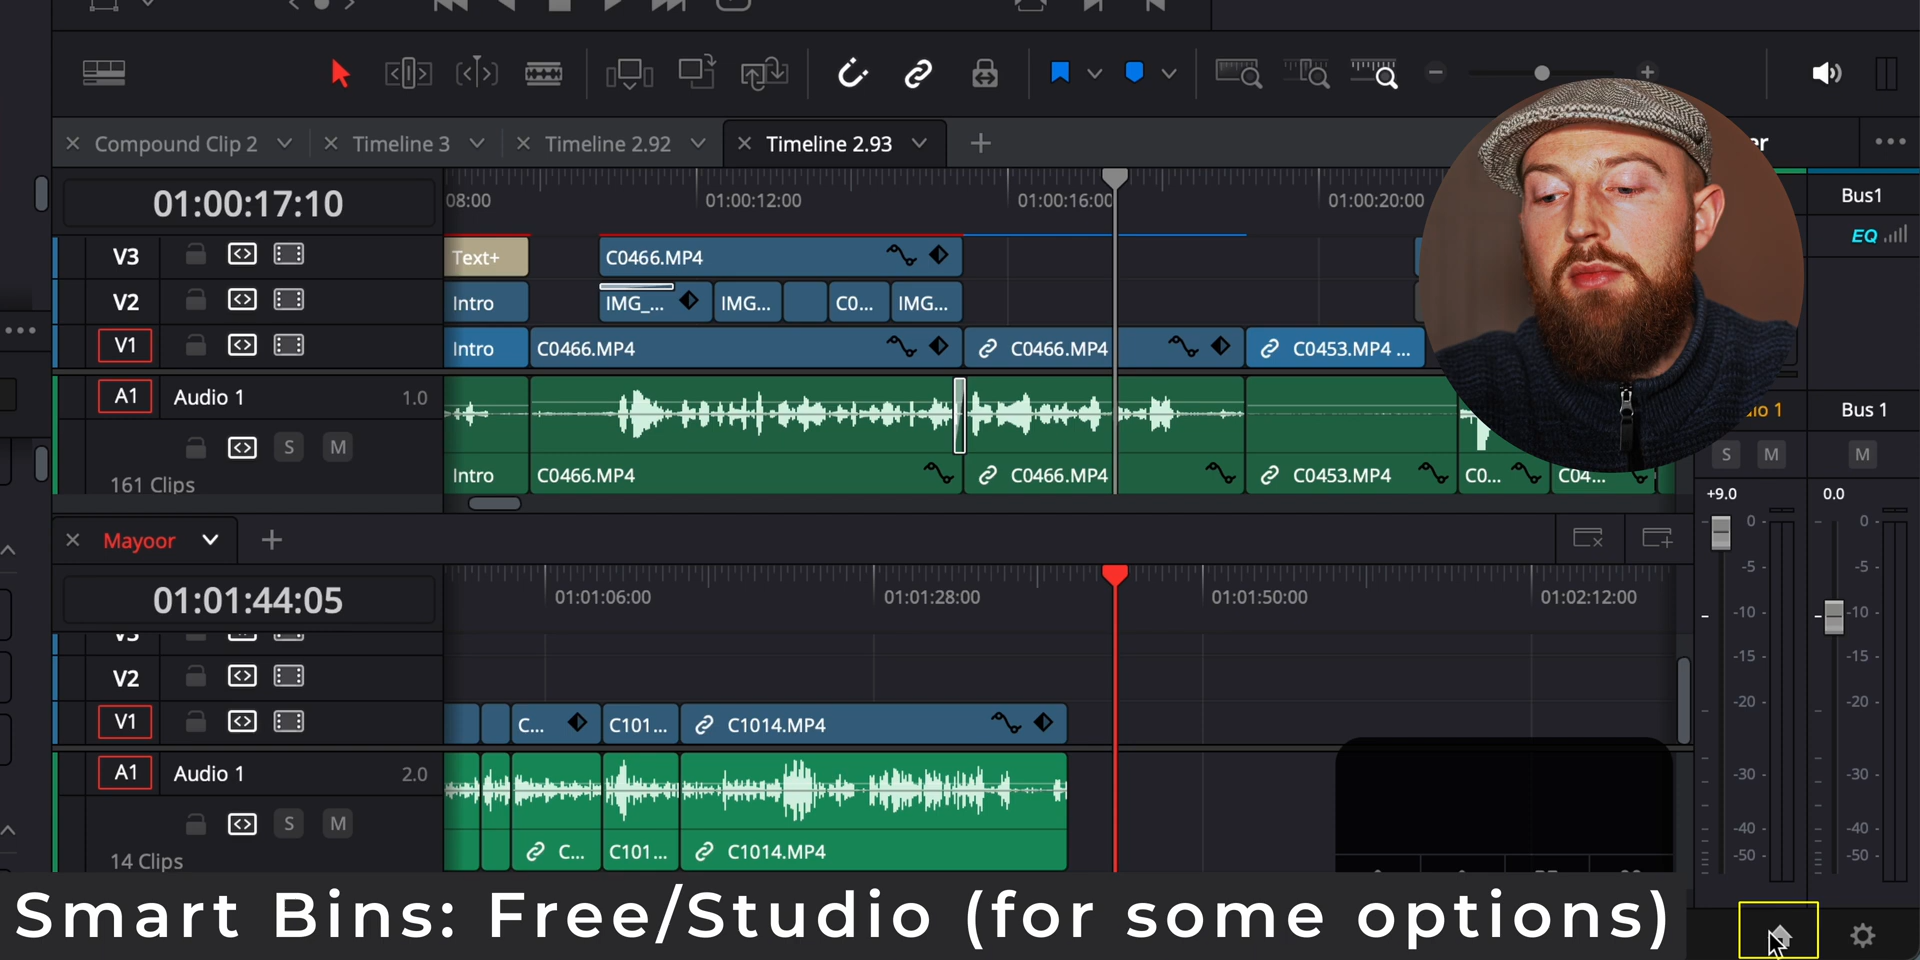 Compound Clip 2
Timeline 3
Timeline 2.92
Timeline 2.93
01:00:17:10
08:00
01:00:12:00
01:00:16:00
01:00:20:00
Bus1
EQ
V3
Text+
C0466.MP4
V2
Intro
IMG_...
IMG...
C0...
IMG...
V1
Intro
C0466.MP4
C0466.MP4
C0453.MP4 ...
A1
Audio 1
1.0
Bus 1
S
M
S
M
M
161 Clips
Intro
C0466.MP4
C0466.MP4
C0453.MP4
C0...
C04...
+9.0
0.0
Mayoor
01:01:44:05
01:01:06:00
01:01:28:00
01:01:50:00
01:02:12:00
0
-5
-10
-15
-20
-30
-40
-50
0
-5
-10
-15
-20
-30
-40
-50
V3
V2
V1
C...
C101...
C1014.MP4
A1
Audio 1
2.0
S
M
14 Clips
C...
C101...
C1014.MP4
Smart Bins: Free/Studio (for some options)